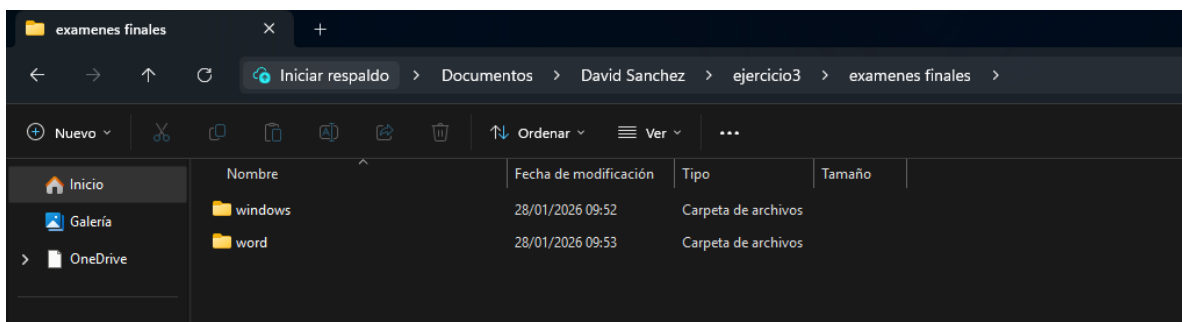 examenes finales
Iniciar respaldo > Documentos > David Sanchez > ejercicio3 > examenes finales >
Nuevo Ordenar Ver ...
Inicio
Galería
OneDrive
Nombre Fecha de modificación Tipo Tamaño
windows 28/01/2026 09:52 Carpeta de archivos
word 28/01/2026 09:53 Carpeta de archivos